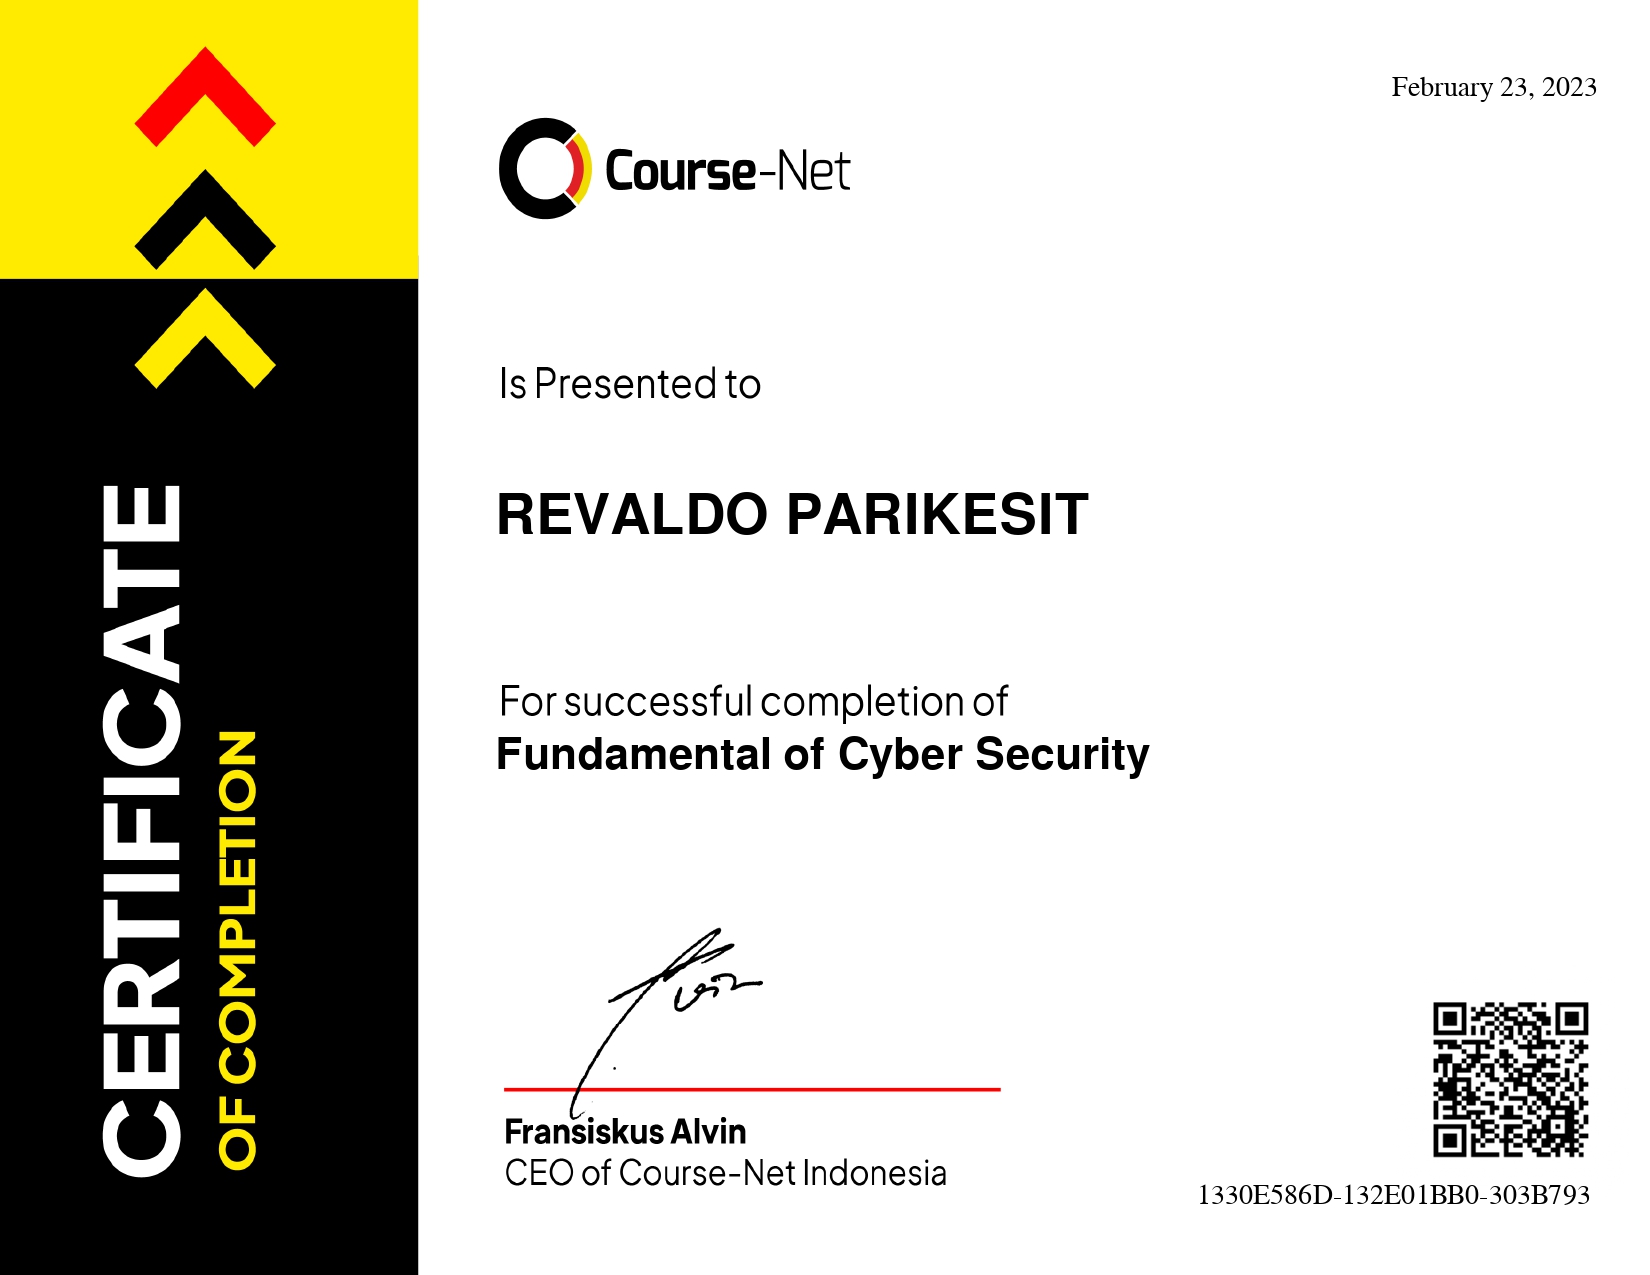 February 23, 2023
Course-Net
CERTIFICATE
OF COMPLETION
Is Presented to
REVALDO PARIKESIT
For successful completion of
Fundamental of Cyber Security
Alvin
Fransiskus Alvin
CEO of Course-Net Indonesia
1330E586D-132E01BB0-303B793